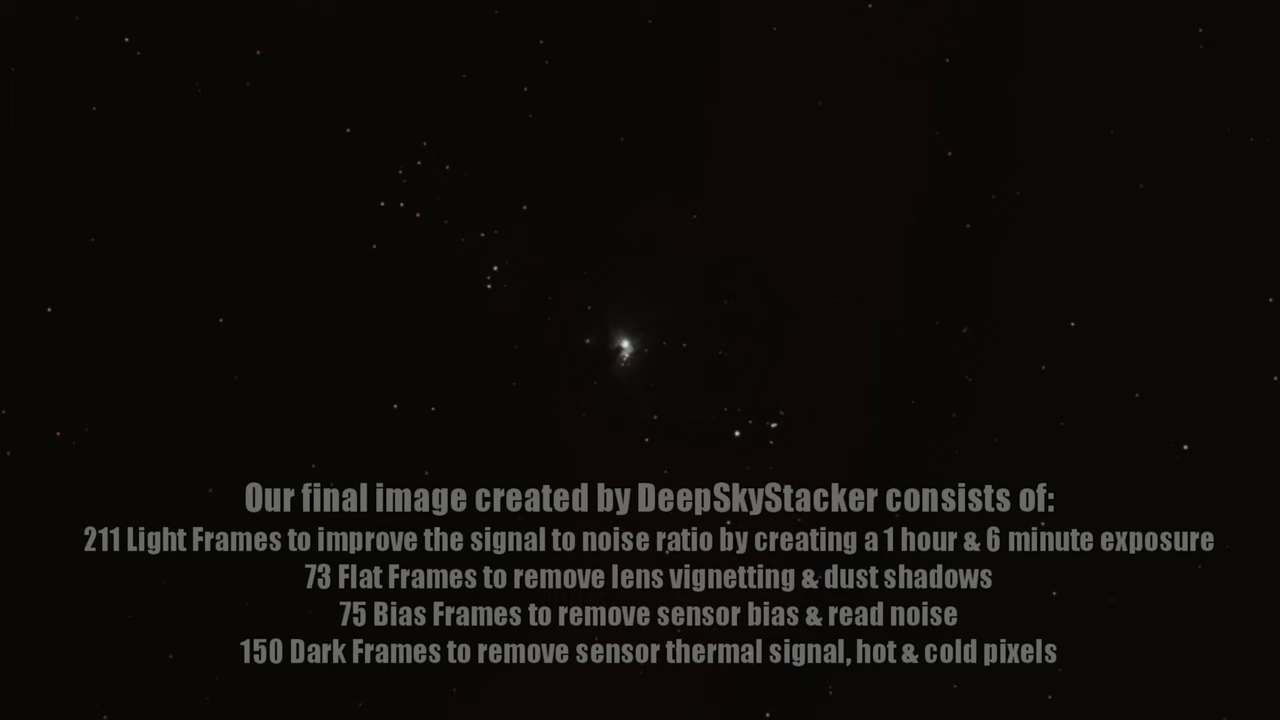 Our final image created by DeepSkyStacker consists of:
211 Light Frames to improve the signal to noise ratio by creating a 1 hour & 6 minute exposure
73 Flat Frames to remove lens vignetting & dust shadows
75 Bias Frames to remove sensor bias & read noise
150 Dark Frames to remove sensor thermal signal, hot & cold pixels